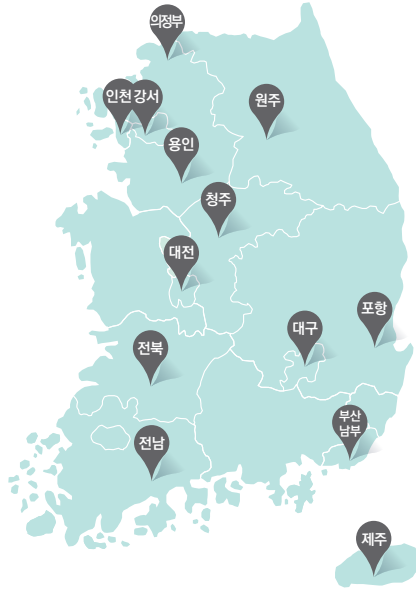 의정부
인천
강서
원주
용인
청주
대전
포항
대구
전북
부산
남부
전남
제주